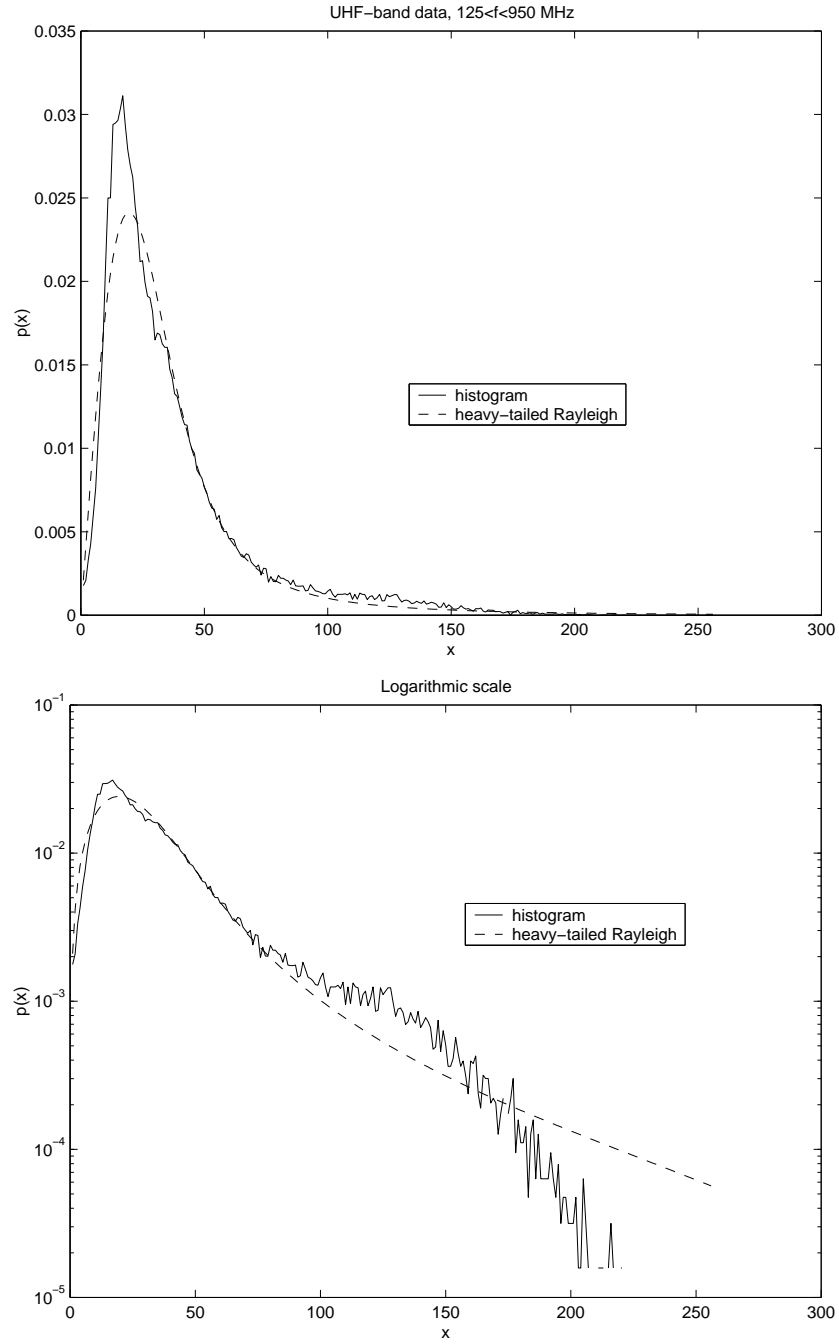 UHF−band data, 125<f<950 MHz
0.035
0.03
0.025
0.02
0.015
0.01
0.005
0
p(x)
histogram
heavy−tailed Rayleigh
0 50 100 150 200 250 300
x
Logarithmic scale
10−1
10−2
10−3
10−4
10−5
p(x)
histogram
heavy−tailed Rayleigh
0 50 100 150 200 250 300
x